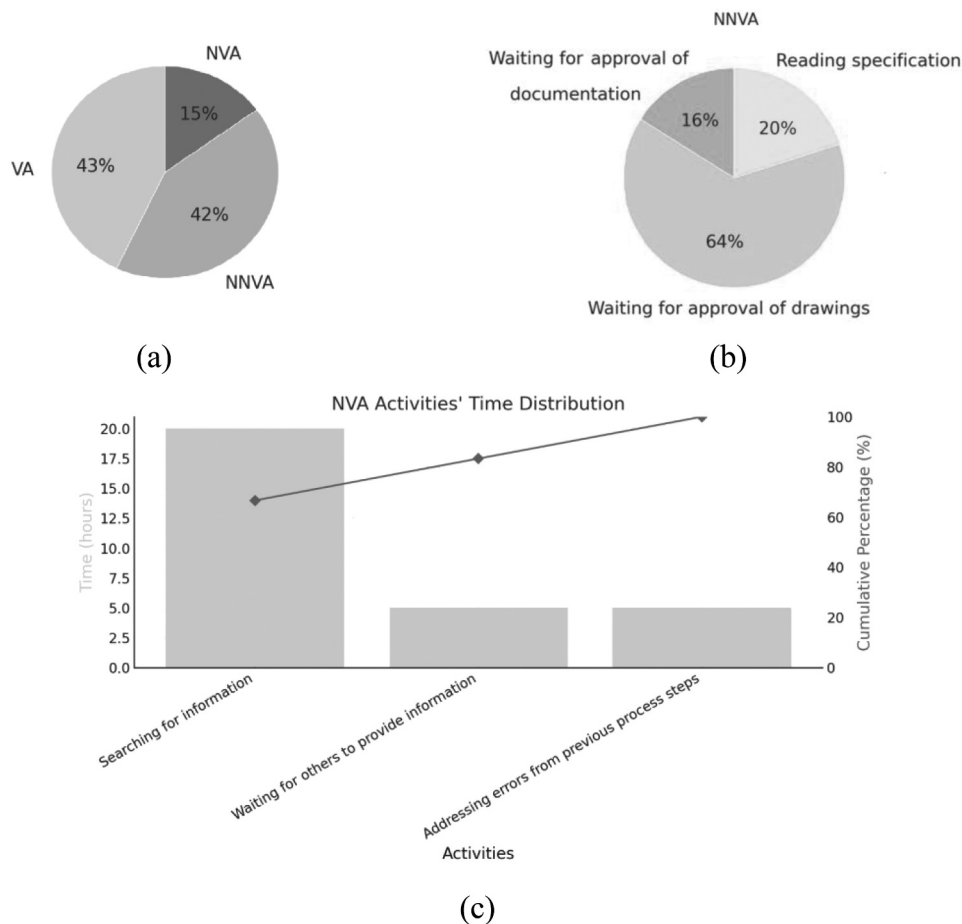 NVA
15%
VA
43%
42%
NNVA
(a)
NNVA
Waiting for approval of
documentation
Reading specification
16%
20%
64%
Waiting for approval of drawings
(b)
NVA Activities' Time Distribution
20.0
17.5
15.0
12.5
10.0
7.5
5.0
2.5
0.0
Time (hours)
100
80
60
40
20
0
Cumulative Percentage (%)
Searching for information
Waiting for others to provide information
Addressing errors from previous process steps
Activities
(c)